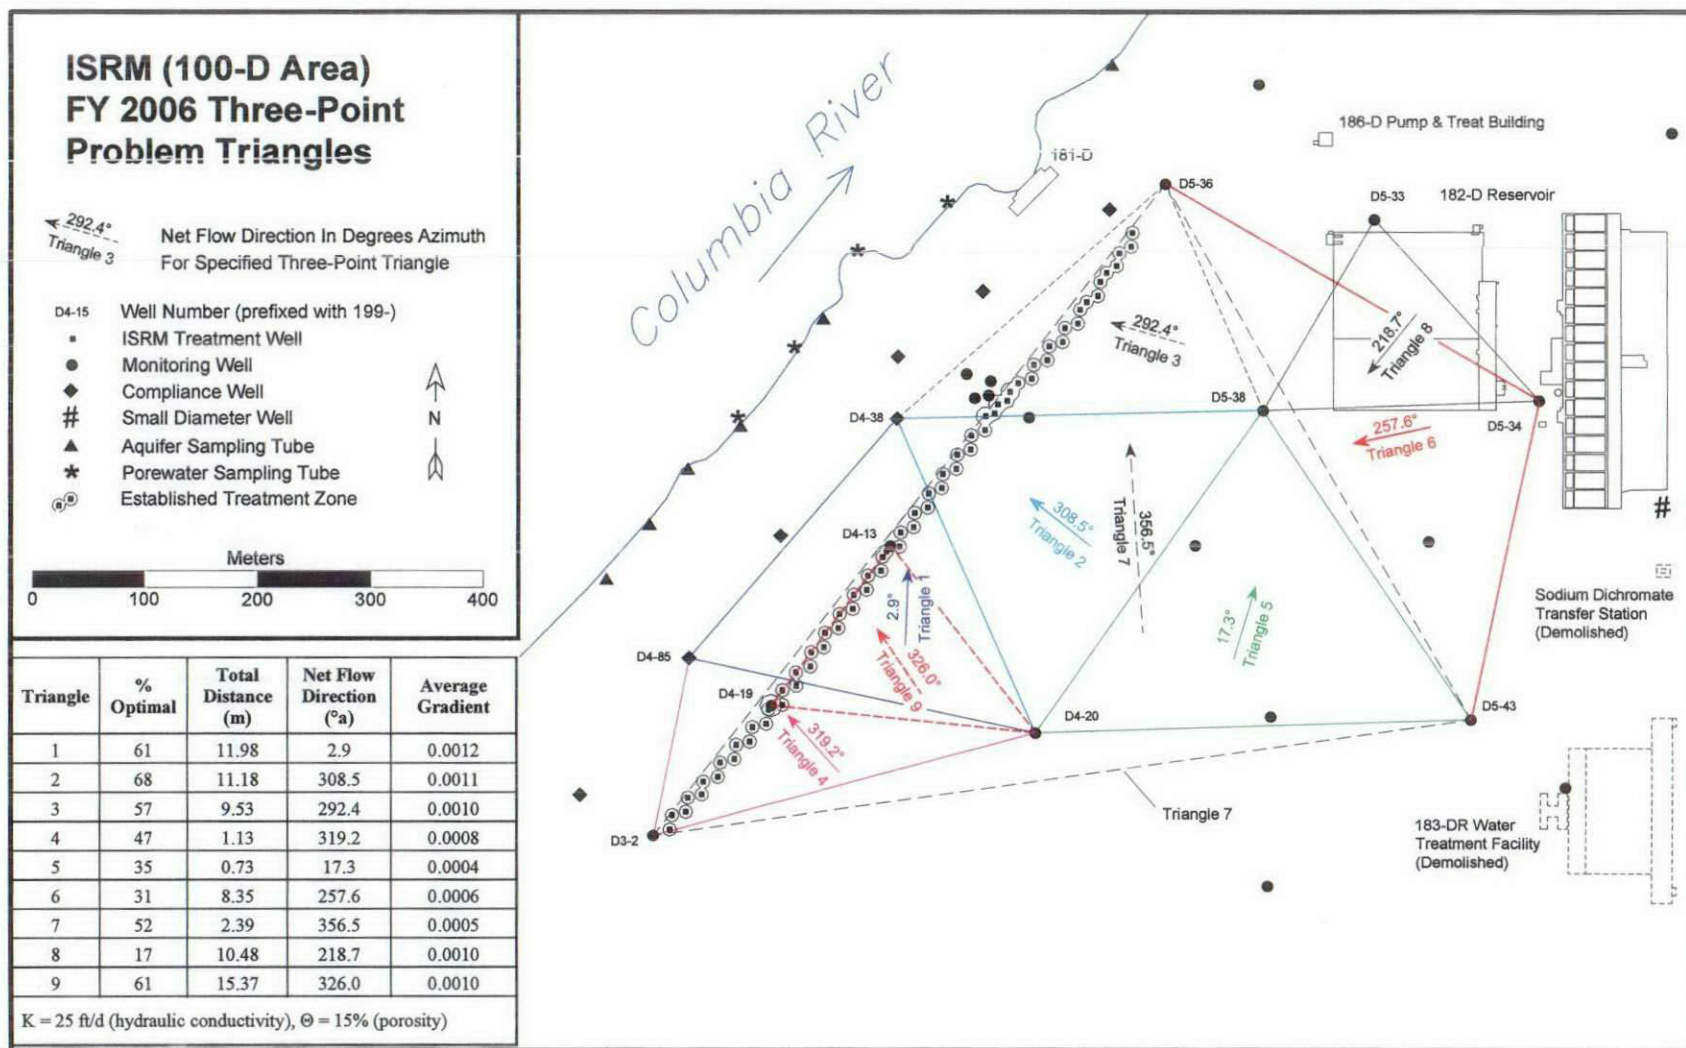 ISRM (100-D Area)
FY 2006 Three-Point
Problem Triangles
292.4°
Triangle 3
Net Flow Direction In Degrees Azimuth
For Specified Three-Point Triangle
D4-15 Well Number (prefixed with 199-)
ISRM Treatment Well
Monitoring Well
Compliance Well
# Small Diameter Well
Aquifer Sampling Tube
* Porewater Sampling Tube
Established Treatment Zone
N
Meters
0 100 200 300 400
Triangle % Optimal Total Distance (m) Net Flow Direction (°a) Average Gradient
1 61 11.98 2.9 0.0012
2 68 11.18 308.5 0.0011
3 57 9.53 292.4 0.0010
4 47 1.13 319.2 0.0008
5 35 0.73 17.3 0.0004
6 31 8.35 257.6 0.0006
7 52 2.39 356.5 0.0005
8 17 10.48 218.7 0.0010
9 61 15.37 326.0 0.0010
K = 25 ft/d (hydraulic conductivity), Θ = 15% (porosity)
Columbia River
181-D
186-D Pump & Treat Building
D5-36
D5-33
182-D Reservoir
292.4°
Triangle 3
218.7°
Triangle 8
D4-38
D5-38
D5-34
257.6°
Triangle 6
308.5°
Triangle 2
356.5°
Triangle 7
#
D4-13
2.9°
Triangle 1
17.3°
Triangle 5
Sodium Dichromate
Transfer Station
(Demolished)
D4-85
326.0°
Triangle 9
D4-19
319.2°
Triangle 4
D4-20
D5-43
Triangle 7
D3-2
183-DR Water
Treatment Facility
(Demolished)